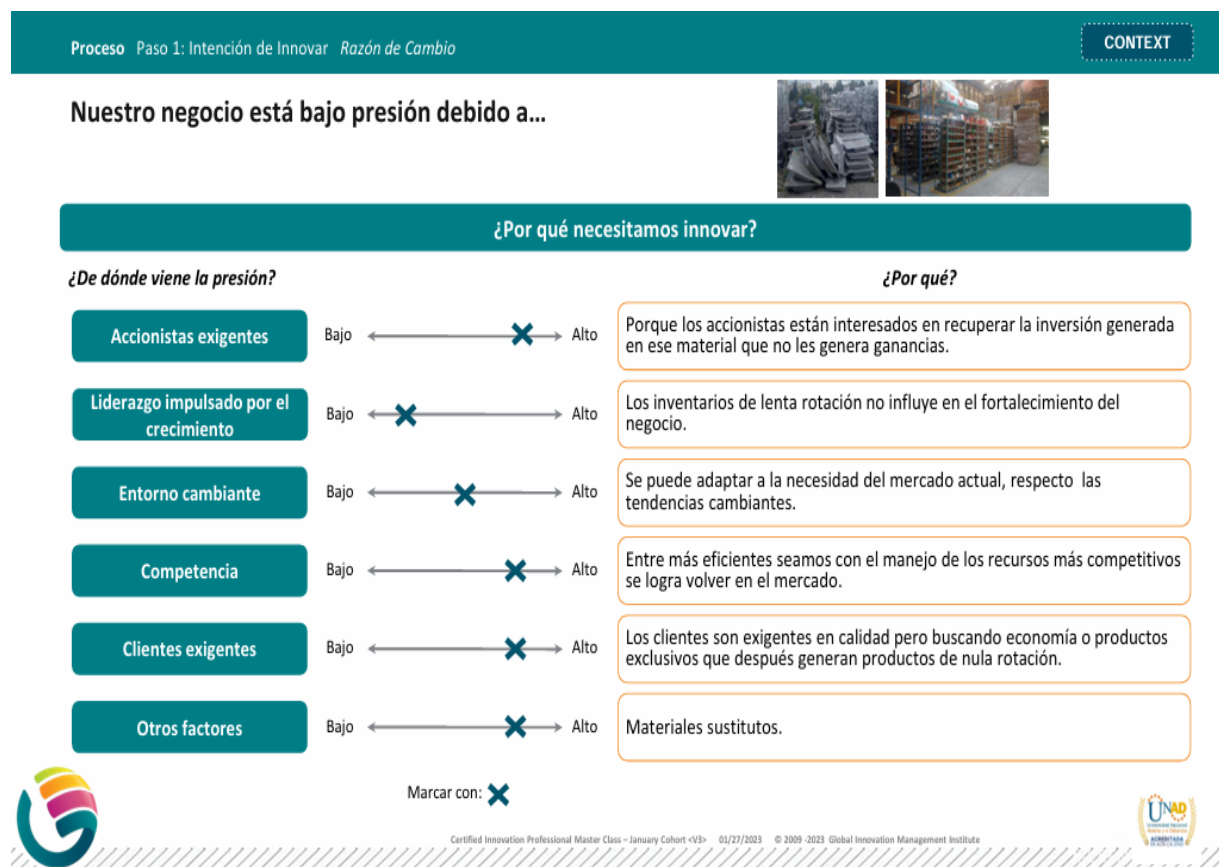 Proceso Paso 1: Intención de Innovar Razón de Cambio
CONTEXT
Nuestro negocio está bajo presión debido a...
¿Por qué necesitamos innovar?
¿De dónde viene la presión?
¿Por qué?
Accionistas exigentes
Bajo
Alto
Porque los accionistas están interesados en recuperar la inversión generada
en ese material que no les genera ganancias.
Liderazgo impulsado por el
crecimiento
Bajo
Alto
Los inventarios de lenta rotación no influye en el fortalecimiento del
negocio.
Entorno cambiante
Bajo
Alto
Se puede adaptar a la necesidad del mercado actual, respecto las
tendencias cambiantes.
Competencia
Bajo
Alto
Entre más eficientes seamos con el manejo de los recursos más competitivos
se logra volver en el mercado.
Clientes exigentes
Bajo
Alto
Los clientes son exigentes en calidad pero buscando economía o productos
exclusivos que después generan productos de nula rotación.
Otros factores
Bajo
Alto
Materiales sustitutos.
Marcar con:
Certified Innovation Professional Master Class – January Cohort <V3> 01/27/2023 © 2009 -2023 Global Innovation Management Institute
UNAD
Universidad Nacional
Abierta y a Distancia
ACREDITADA
EN ALTA CALIDAD